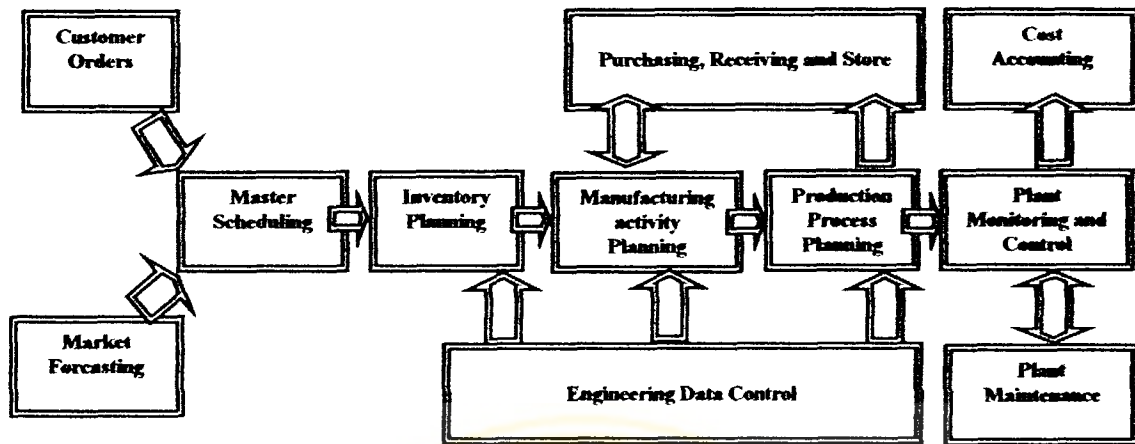 Customer
Orders
Purchasing, Receiving and Store
Cost
Accounting
Master
Scheduling
Inventory
Planning
Manufacturing
activity
Planning
Production
Process
Planning
Plant
Monitoring and
Control
Market
Forcasting
Engineering Data Control
Plant
Maintenance